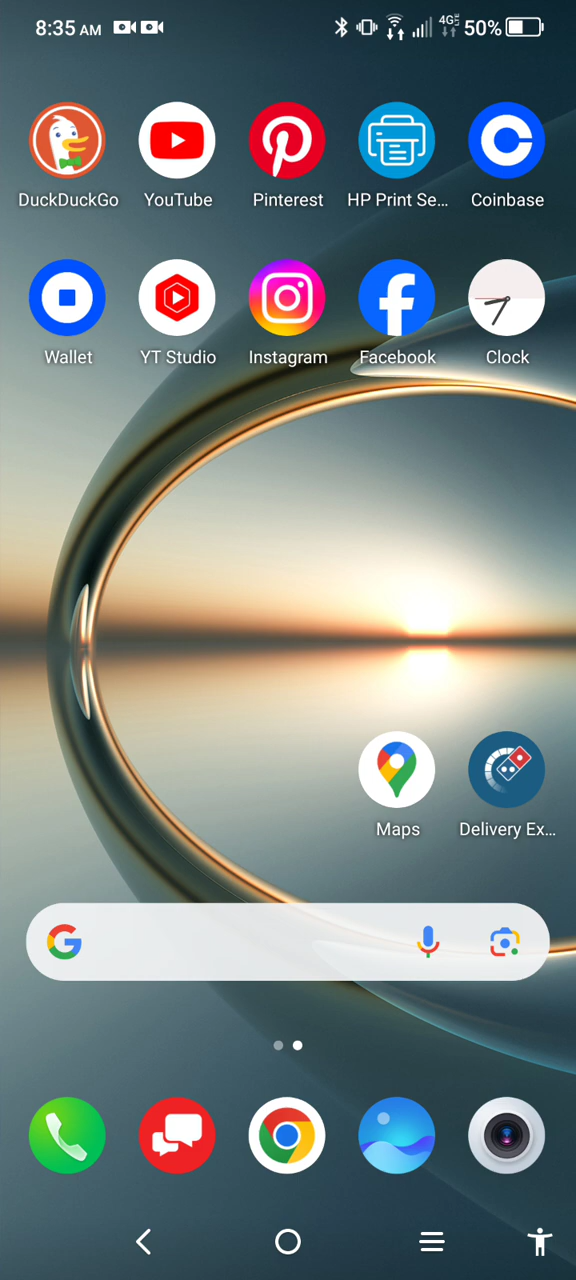 8:35 AM 4G LTE 50%
DuckDuckGo YouTube Pinterest HP Print Se... Coinbase
Wallet YT Studio Instagram Facebook Clock
Maps Delivery Ex...